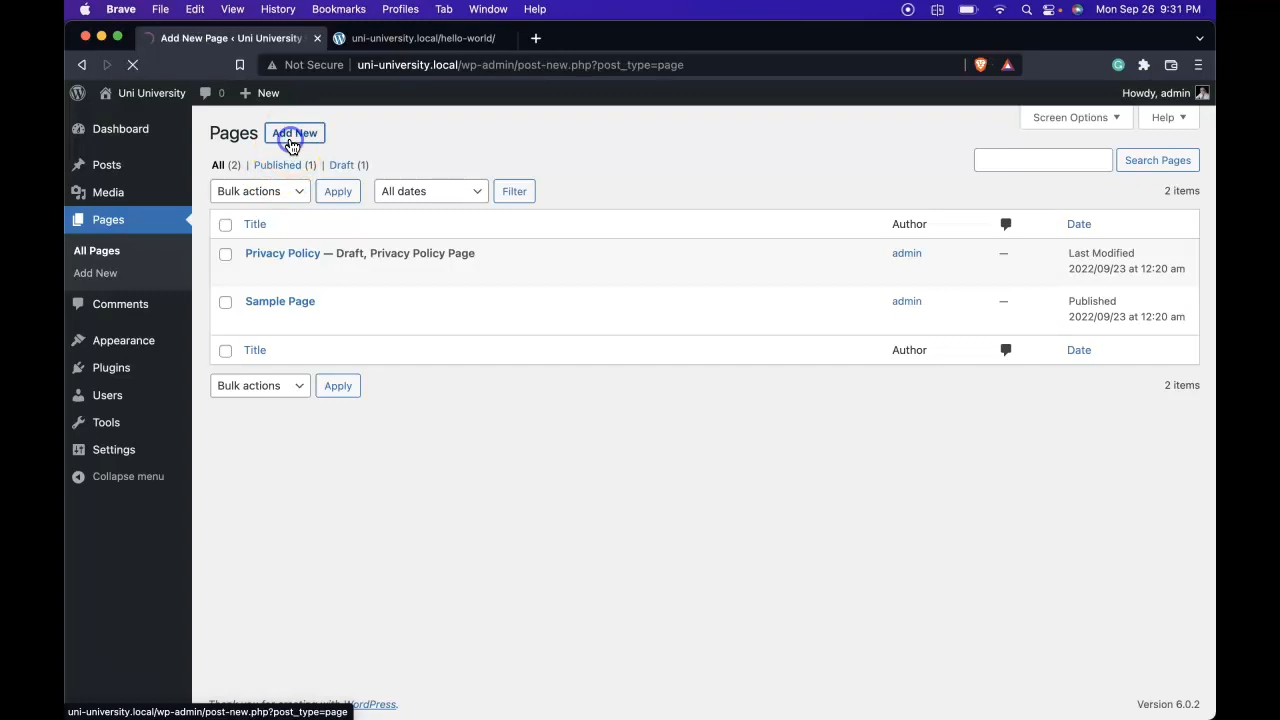 Brave File Edit View History Bookmarks Profiles Tab Window Help Mon Sep 26 9:31 PM
Add New Page ‹ Uni University uni-university.local/hello-world/
Not Secure uni-university.local/wp-admin/post-new.php?post_type=page
Uni University 0 New Howdy, admin
Screen Options Help
Pages Add New
Dashboard
Posts
Media
Pages
All Pages
Add New
Comments
Appearance
Plugins
Users
Tools
Settings
Collapse menu
All (2) | Published (1) | Draft (1)
Search Pages
Bulk actions Apply All dates Filter 2 items
Title Author Date
Privacy Policy — Draft, Privacy Policy Page admin — Last Modified
2022/09/23 at 12:20 am
Sample Page admin — Published
2022/09/23 at 12:20 am
Title Author Date
Bulk actions Apply 2 items
Thank you for creating with WordPress. Version 6.0.2
uni-university.local/wp-admin/post-new.php?post_type=page